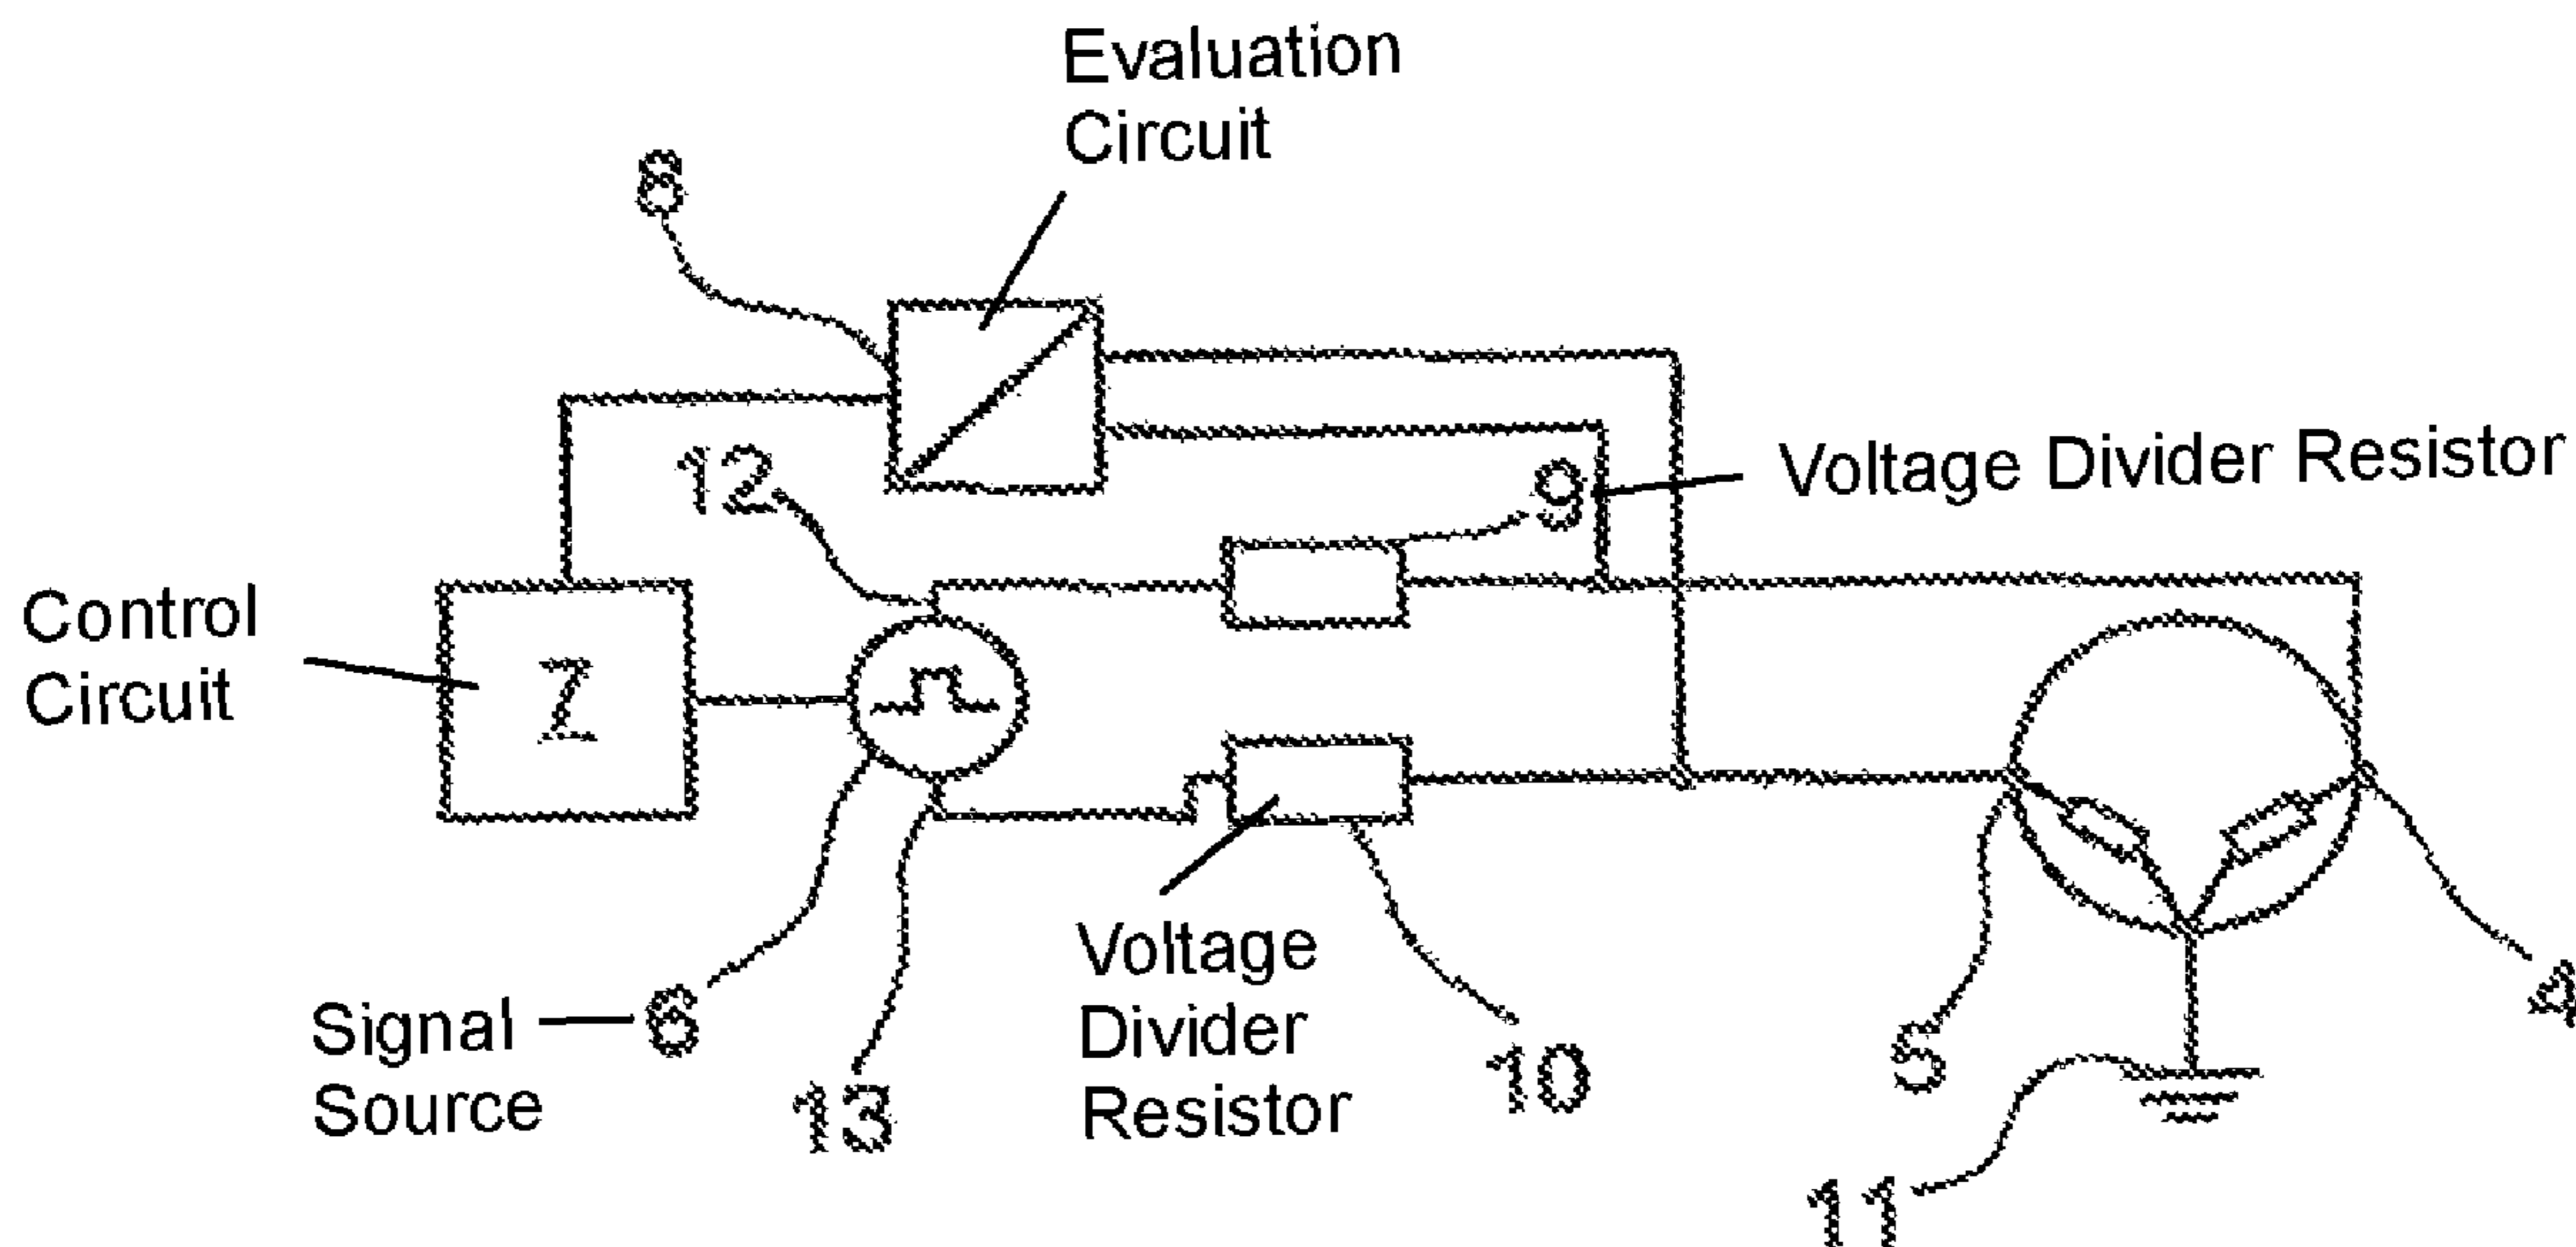 Evaluation
Circuit
8
12
9
Voltage Divider Resistor
Control
Circuit
7
Signal
Source
6
13
Voltage
Divider
Resistor
10
5
4
11